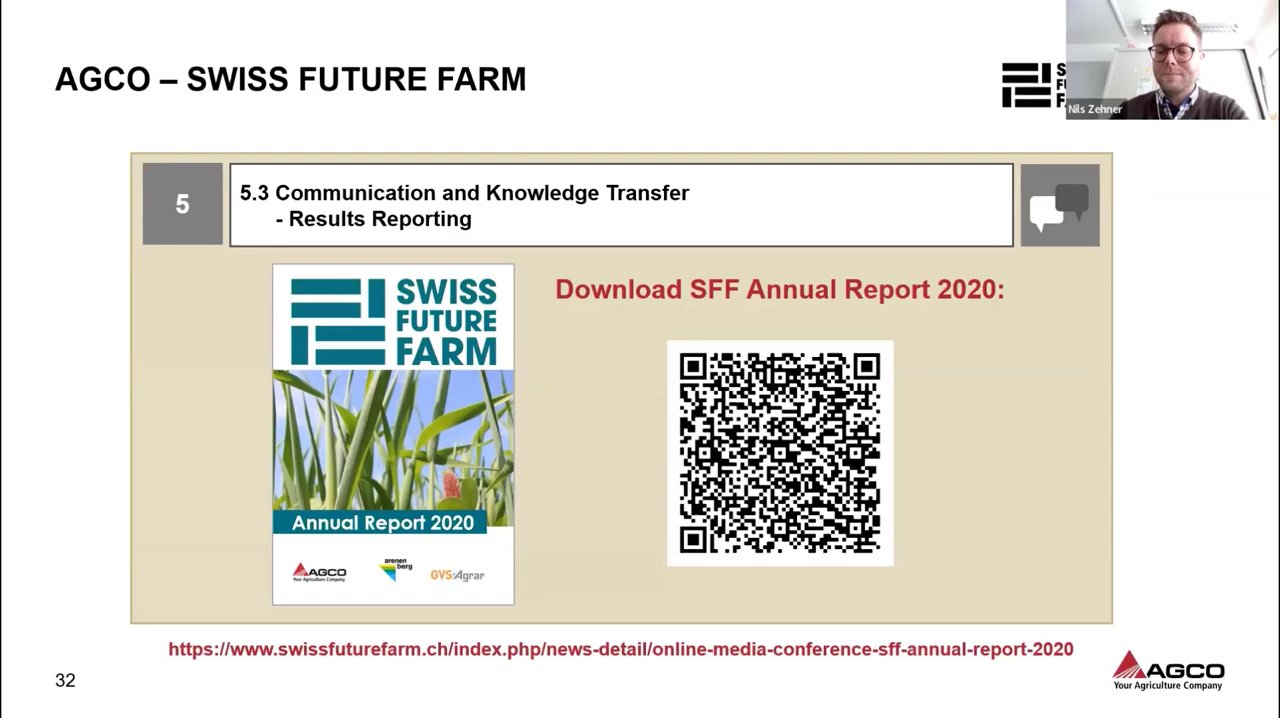 AGCO – SWISS FUTURE FARM
Nils Zehner
5
5.3 Communication and Knowledge Transfer
- Results Reporting
SWISS
FUTURE
FARM
Annual Report 2020
AGCO
Your Agriculture Company
arenen
berg
GVS:Agrar
Download SFF Annual Report 2020:
https://www.swissfuturefarm.ch/index.php/news-detail/online-media-conference-sff-annual-report-2020
32
AGCO
Your Agriculture Company